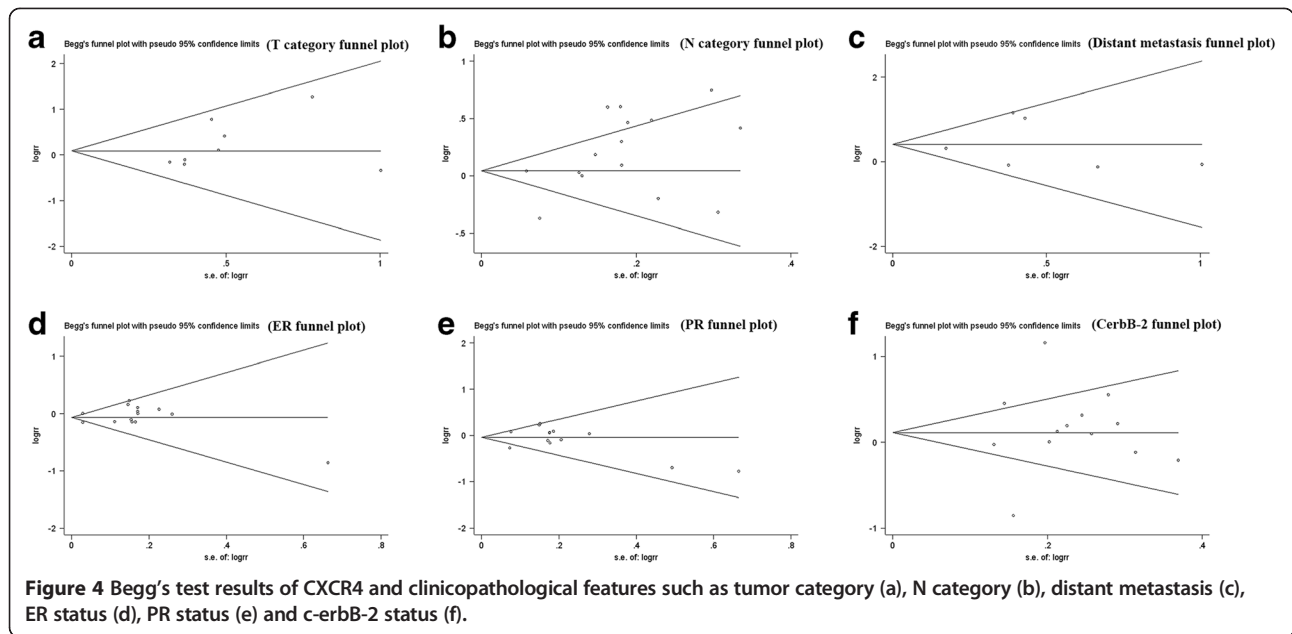 a
Begg's funnel plot with pseudo 95% confidence limits (T category funnel plot)
2
1
0
-1
-2
logrr
0 .5 1
s.e. of: logrr
b
Begg's funnel plot with pseudo 95% confidence limits (N category funnel plot)
1
.5
0
-.5
logrr
0 .2 .4
s.e. of: logrr
c
Begg's funnel plot with pseudo 95% confidence limits (Distant metastasis funnel plot)
2
0
-2
logrr
0 .5 1
s.e. of: logrr
d
Begg's funnel plot with pseudo 95% confidence limits (ER funnel plot)
1
0
-1
-2
logrr
0 .2 .4 .6 .8
s.e. of: logrr
e
Begg's funnel plot with pseudo 95% confidence limits (PR funnel plot)
2
1
0
-1
-2
logrr
0 .2 .4 .6 .8
s.e. of: logrr
f
Begg's funnel plot with pseudo 95% confidence limits (CerbB-2 funnel plot)
1
0
-1
logrr
0 .2 .4
s.e. of: logrr
Figure 4 Begg's test results of CXCR4 and clinicopathological features such as tumor category (a), N category (b), distant metastasis (c),
ER status (d), PR status (e) and c-erbB-2 status (f).